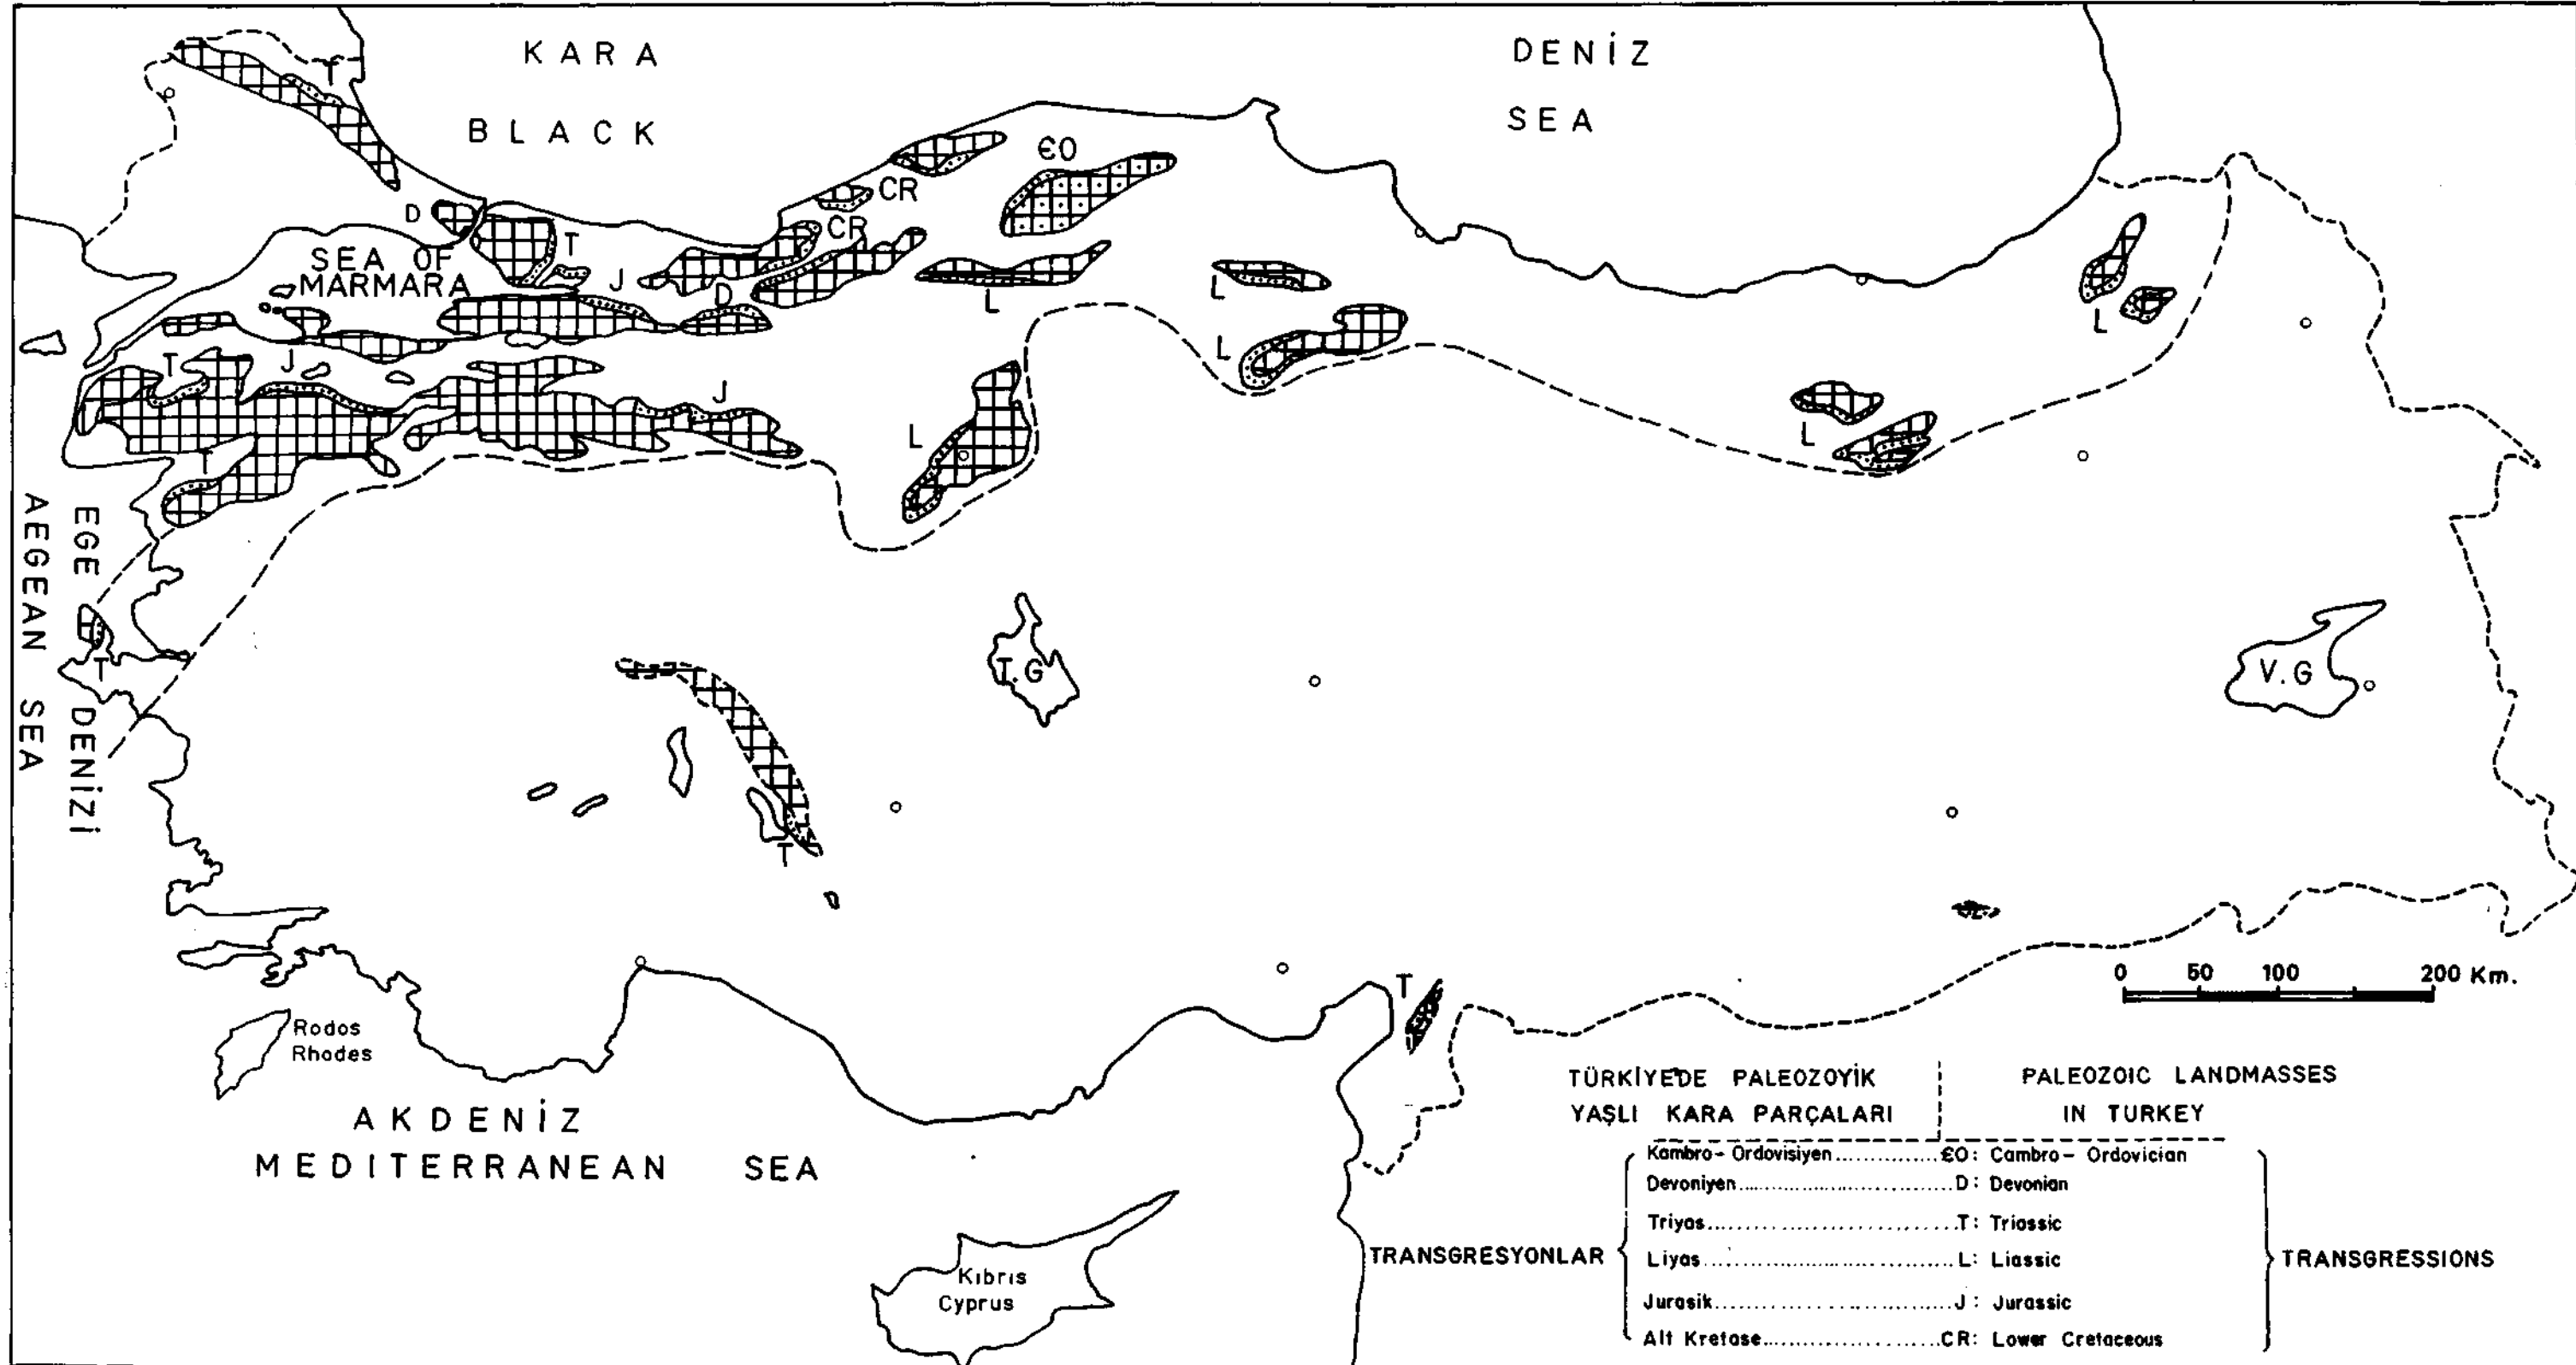 KARA DENİZ
BLACK SEA
T
ЄO
CR
D
CR
T
SEA OF
MARMARA
J
D
L
L
L
T
J
L
J
L
L
T
EGE DENİZİ
AEGEAN SEA
T
T.G
V.G
T
T
0 50 100 200 Km.
Rodos
Rhodes
AKDENİZ
MEDITERRANEAN SEA
Kıbrıs
Cyprus
TÜRKİYE'DE PALEOZOYİK
YAŞLI KARA PARÇALARI
PALEOZOIC LANDMASSES
IN TURKEY
TRANSGRESYONLAR
Kambro-Ordovisiyen..............ЄO: Cambro-Ordovician
Devoniyen..............D: Devonian
Triyas..............T: Triassic
Liyas..............L: Liassic
Jurasik..............J: Jurassic
Alt Kretase..............CR: Lower Cretaceous
TRANSGRESSIONS